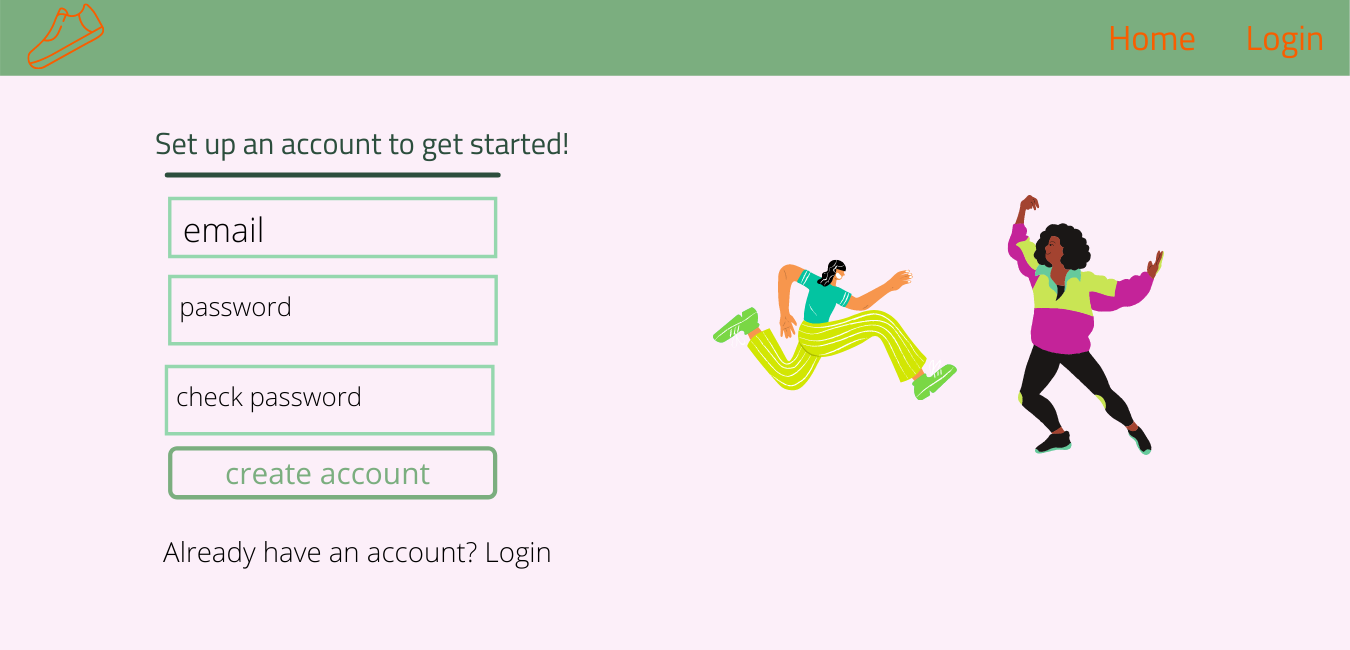 Home Login
Set up an account to get started!
email
password
check password
create account
Already have an account? Login